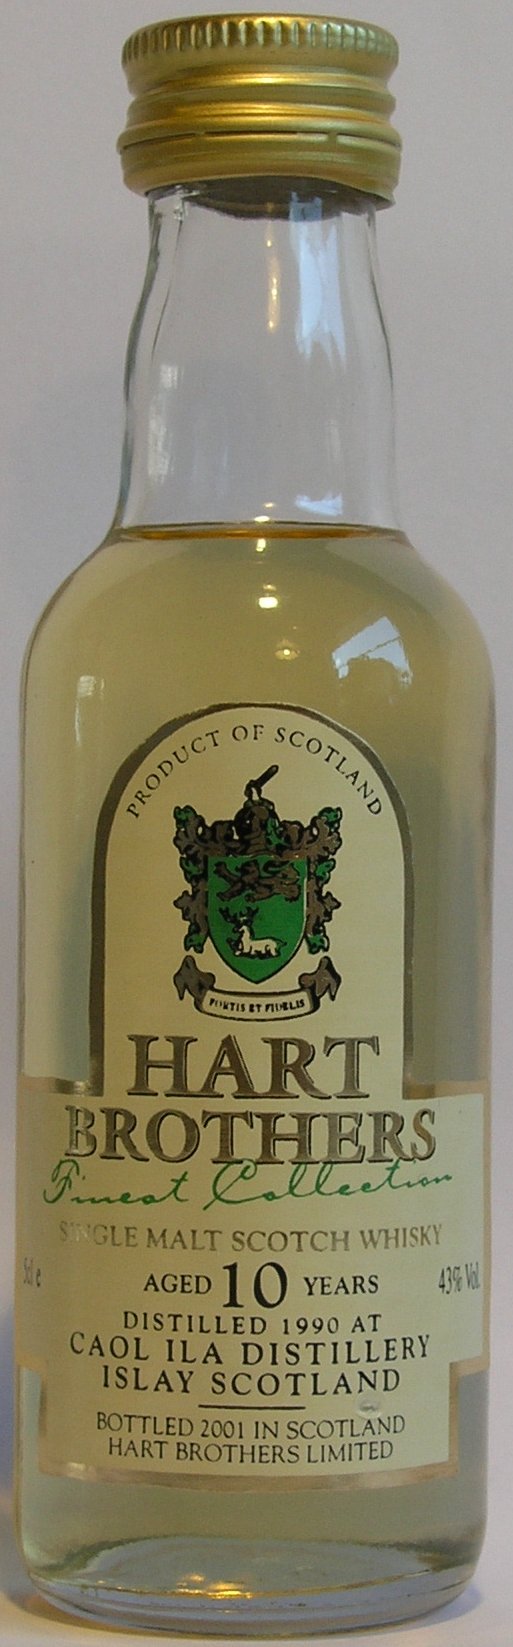 PRODUCT OF SCOTLAND
FORTIS ET FIDELIS
HART
BROTHERS
Finest Collection
SINGLE MALT SCOTCH WHISKY
5cl e
AGED 10 YEARS
43% Vol.
DISTILLED 1990 AT
CAOL ILA DISTILLERY
ISLAY SCOTLAND
BOTTLED 2001 IN SCOTLAND
HART BROTHERS LIMITED